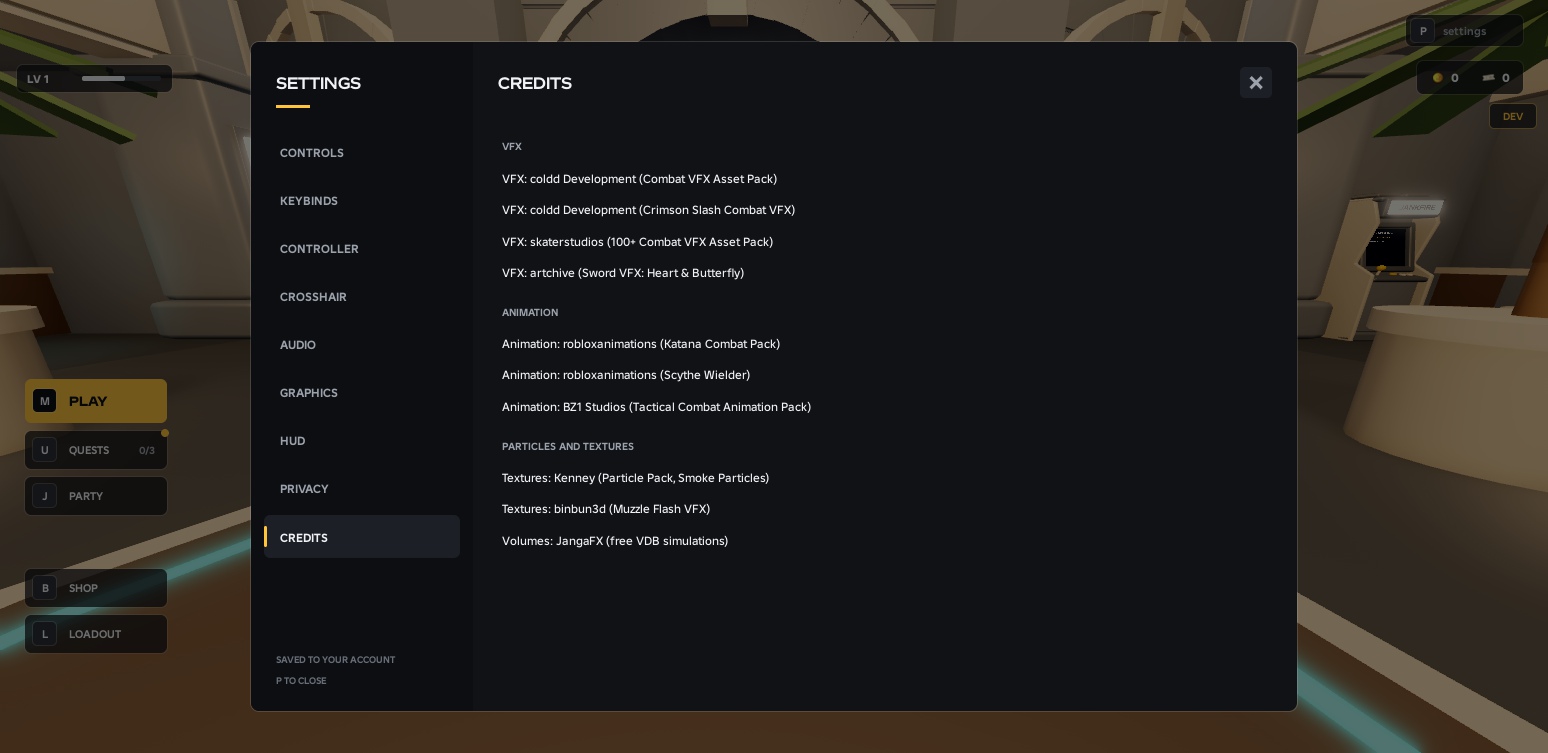 LV 1
P settings
0 0
DEV
SETTINGS
CONTROLS
KEYBINDS
CONTROLLER
CROSSHAIR
AUDIO
GRAPHICS
HUD
PRIVACY
CREDITS
SAVED TO YOUR ACCOUNT
P TO CLOSE
CREDITS
VFX
VFX: coldd Development (Combat VFX Asset Pack)
VFX: coldd Development (Crimson Slash Combat VFX)
VFX: skaterstudios (100+ Combat VFX Asset Pack)
VFX: artchive (Sword VFX: Heart & Butterfly)
ANIMATION
Animation: robloxanimations (Katana Combat Pack)
Animation: robloxanimations (Scythe Wielder)
Animation: BZ1 Studios (Tactical Combat Animation Pack)
PARTICLES AND TEXTURES
Textures: Kenney (Particle Pack, Smoke Particles)
Textures: binbun3d (Muzzle Flash VFX)
Volumes: JangaFX (free VDB simulations)
M PLAY
U QUESTS 0/3
J PARTY
B SHOP
L LOADOUT